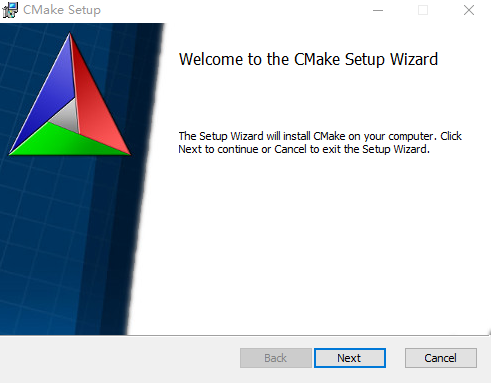 CMake Setup
Welcome to the CMake Setup Wizard
The Setup Wizard will install CMake on your computer. Click
Next to continue or Cancel to exit the Setup Wizard.
Back
Next
Cancel